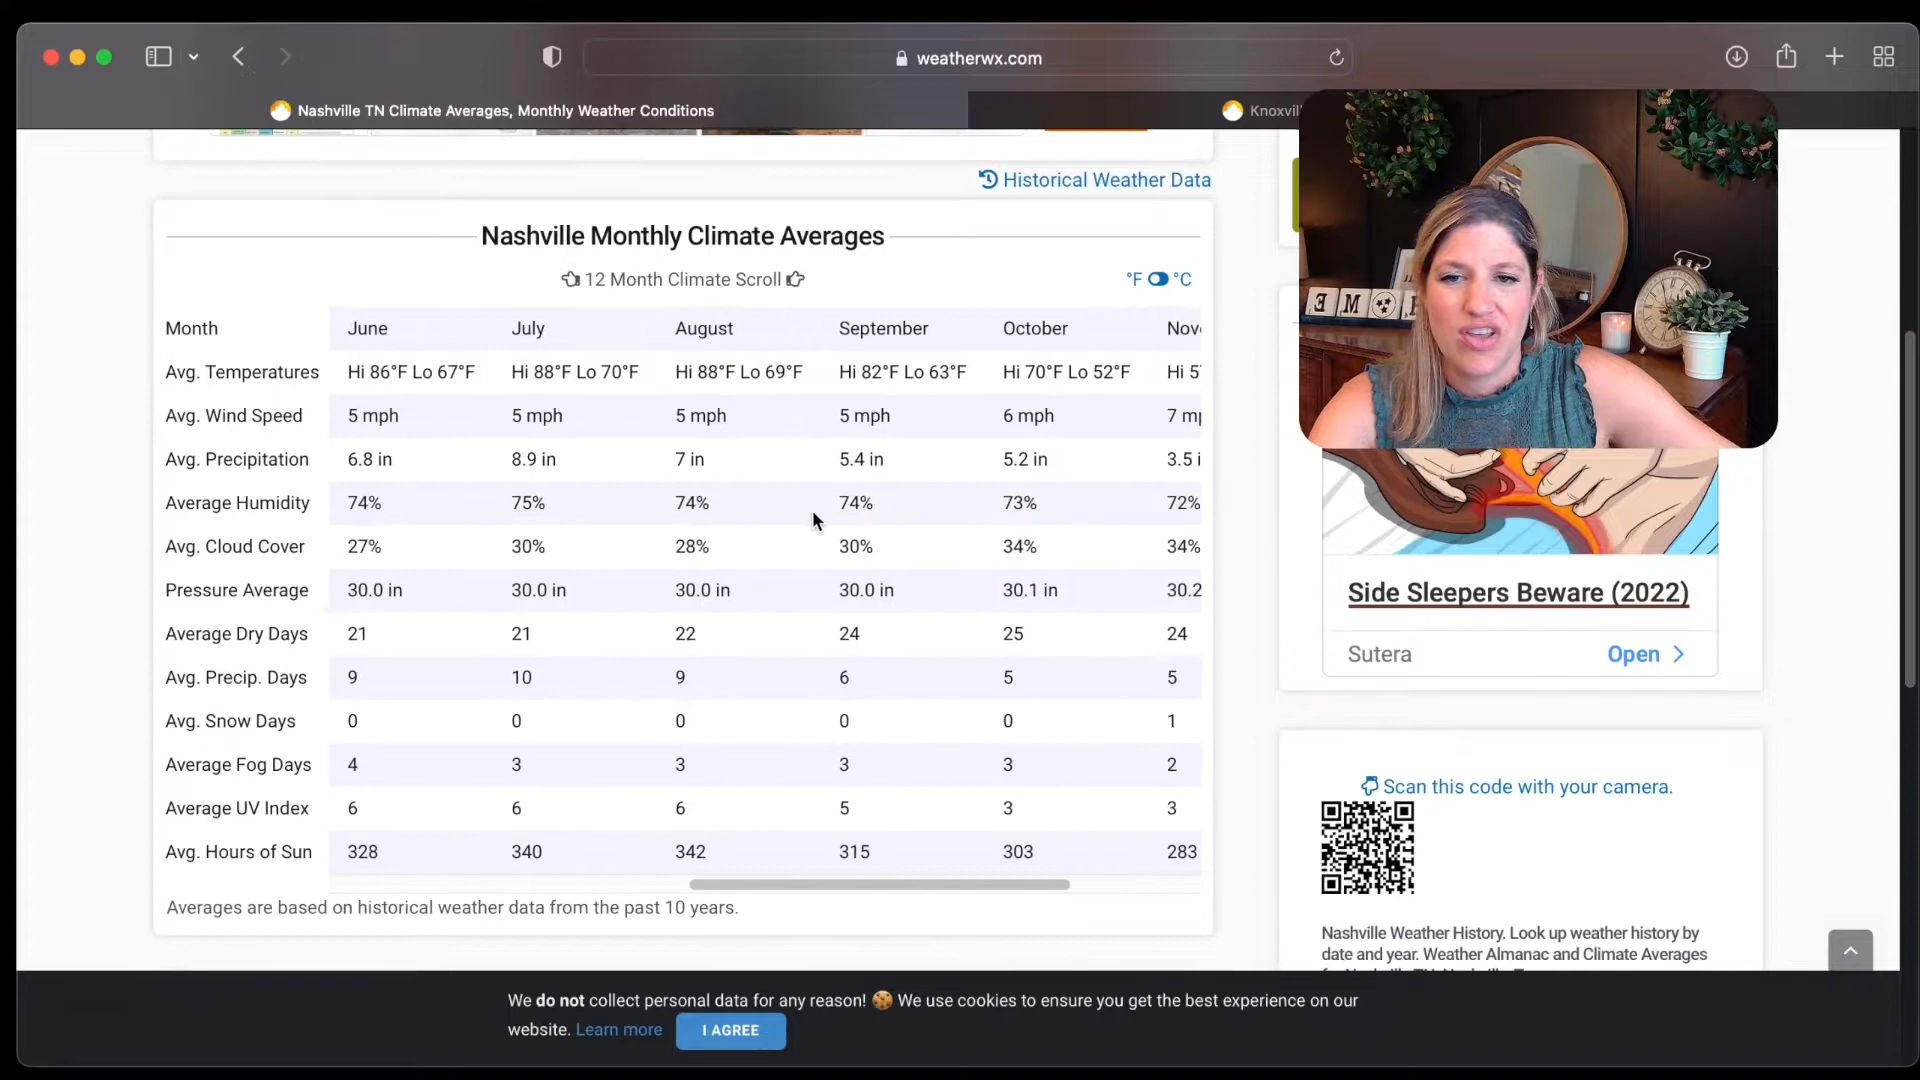 weatherwx.com
Nashville TN Climate Averages, Monthly Weather Conditions
Knoxvil
Historical Weather Data
Nashville Monthly Climate Averages
12 Month Climate Scroll
°F °C
Month June July August September October Nov
Avg. Temperatures Hi 86°F Lo 67°F Hi 88°F Lo 70°F Hi 88°F Lo 69°F Hi 82°F Lo 63°F Hi 70°F Lo 52°F Hi 5
Avg. Wind Speed 5 mph 5 mph 5 mph 5 mph 6 mph 7 m
Avg. Precipitation 6.8 in 8.9 in 7 in 5.4 in 5.2 in 3.5 i
Average Humidity 74% 75% 74% 74% 73% 72%
Avg. Cloud Cover 27% 30% 28% 30% 34% 34%
Pressure Average 30.0 in 30.0 in 30.0 in 30.0 in 30.1 in 30.2
Average Dry Days 21 21 22 24 25 24
Avg. Precip. Days 9 10 9 6 5 5
Avg. Snow Days 0 0 0 0 0 1
Average Fog Days 4 3 3 3 3 2
Average UV Index 6 6 6 5 3 3
Avg. Hours of Sun 328 340 342 315 303 283
Averages are based on historical weather data from the past 10 years.
E M
Side Sleepers Beware (2022)
Sutera Open
Scan this code with your camera.
Nashville Weather History. Look up weather history by
date and year. Weather Almanac and Climate Averages
We do not collect personal data for any reason! 🍪 We use cookies to ensure you get the best experience on our
website. Learn more I AGREE